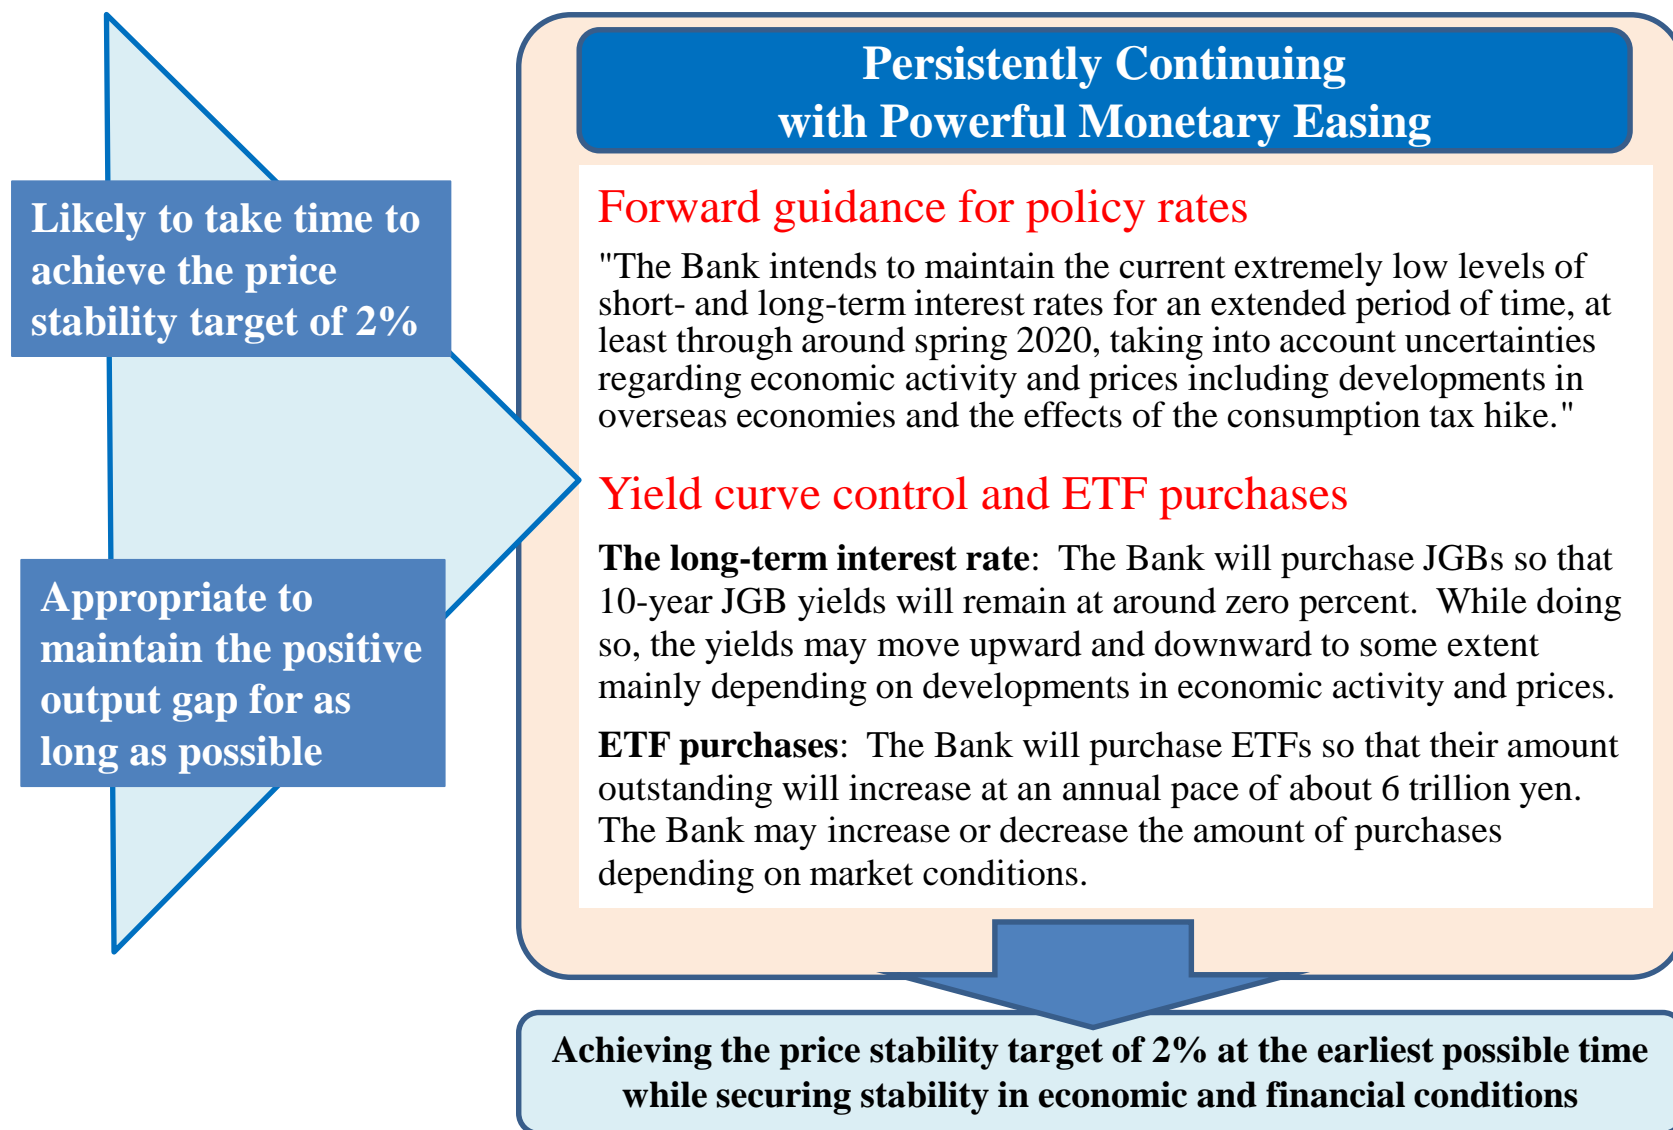 Likely to take time to
achieve the price
stability target of 2%
Appropriate to
maintain the positive
output gap for as
long as possible
Persistently Continuing
with Powerful Monetary Easing
Forward guidance for policy rates
"The Bank intends to maintain the current extremely low levels of
short- and long-term interest rates for an extended period of time, at
least through around spring 2020, taking into account uncertainties
regarding economic activity and prices including developments in
overseas economies and the effects of the consumption tax hike."
Yield curve control and ETF purchases
The long-term interest rate:  The Bank will purchase JGBs so that
10-year JGB yields will remain at around zero percent.  While doing
so, the yields may move upward and downward to some extent
mainly depending on developments in economic activity and prices.
ETF purchases:  The Bank will purchase ETFs so that their amount
outstanding will increase at an annual pace of about 6 trillion yen.
The Bank may increase or decrease the amount of purchases
depending on market conditions.
Achieving the price stability target of 2% at the earliest possible time
while securing stability in economic and financial conditions